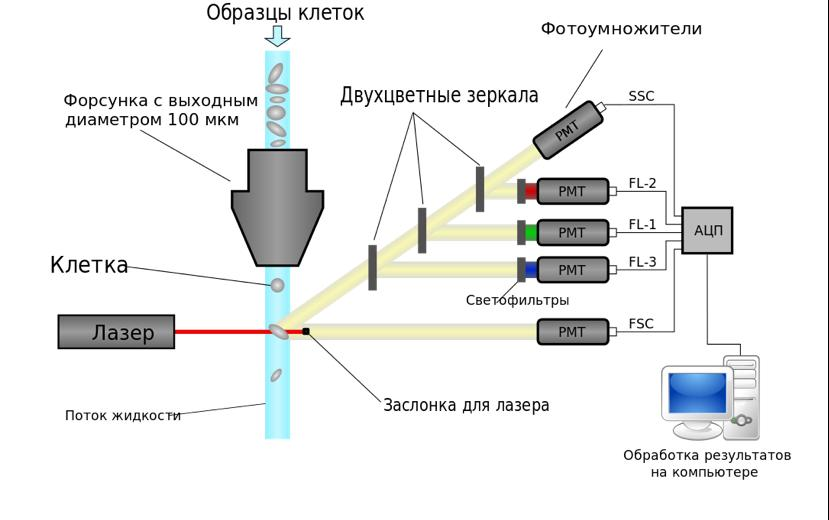 Образцы клеток
Фотоумножители
Двухцветные зеркала
SSC
Форсунка с выходным
диаметром 100 мкм
PMT
FL-2
PMT
FL-1
PMT
АЦП
FL-3
PMT
Клетка
Светофильтры
FSC
PMT
Лазер
Заслонка для лазера
Поток жидкости
Обработка результатов
на компьютере